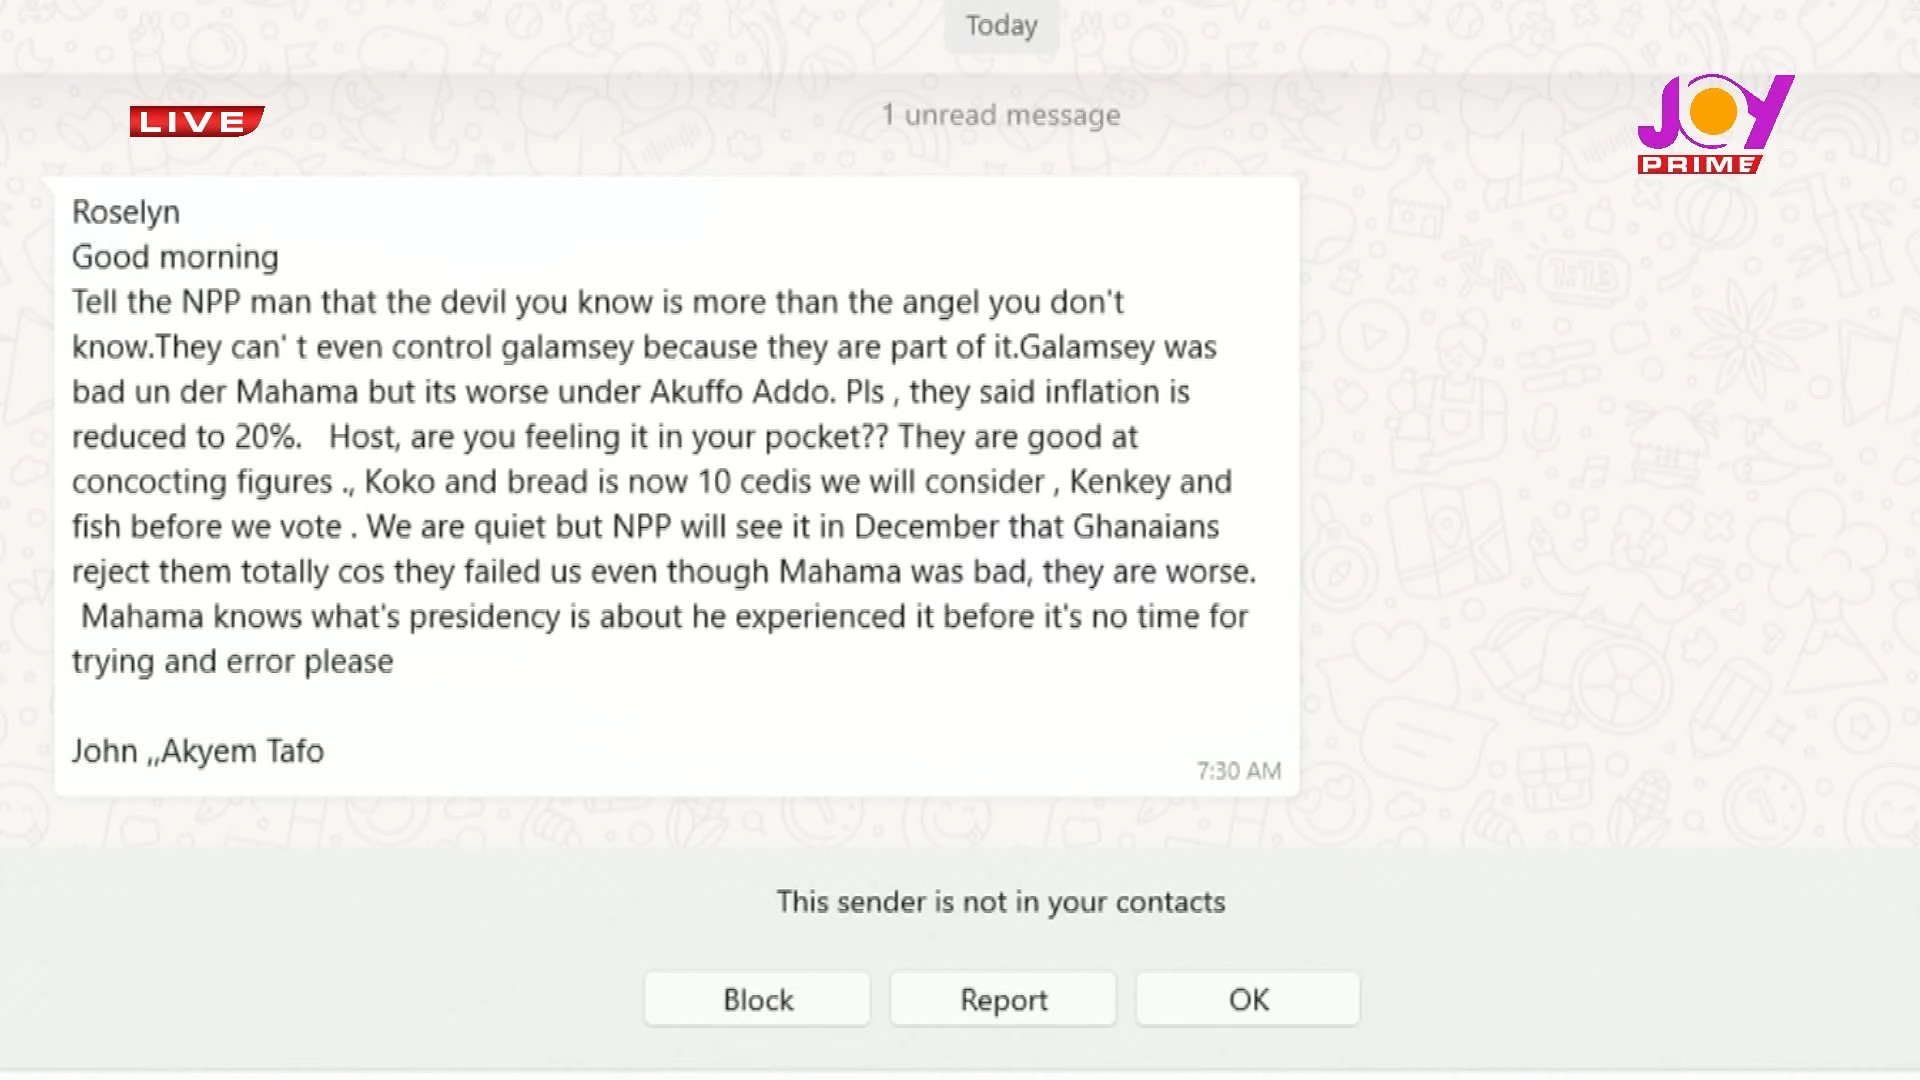 Today
LIVE
1 unread message
JOY
PRIME
Roselyn
Good morning
Tell the NPP man that the devil you know is more than the angel you don't
know.They can' t even control galamsey because they are part of it.Galamsey was
bad un der Mahama but its worse under Akuffo Addo. Pls , they said inflation is
reduced to 20%.   Host, are you feeling it in your pocket?? They are good at
concocting figures ., Koko and bread is now 10 cedis we will consider , Kenkey and
fish before we vote . We are quiet but NPP will see it in December that Ghanaians
reject them totally cos they failed us even though Mahama was bad, they are worse.
Mahama knows what's presidency is about he experienced it before it's no time for
trying and error please
John ,,Akyem Tafo
7:30 AM
This sender is not in your contacts
Block
Report
OK